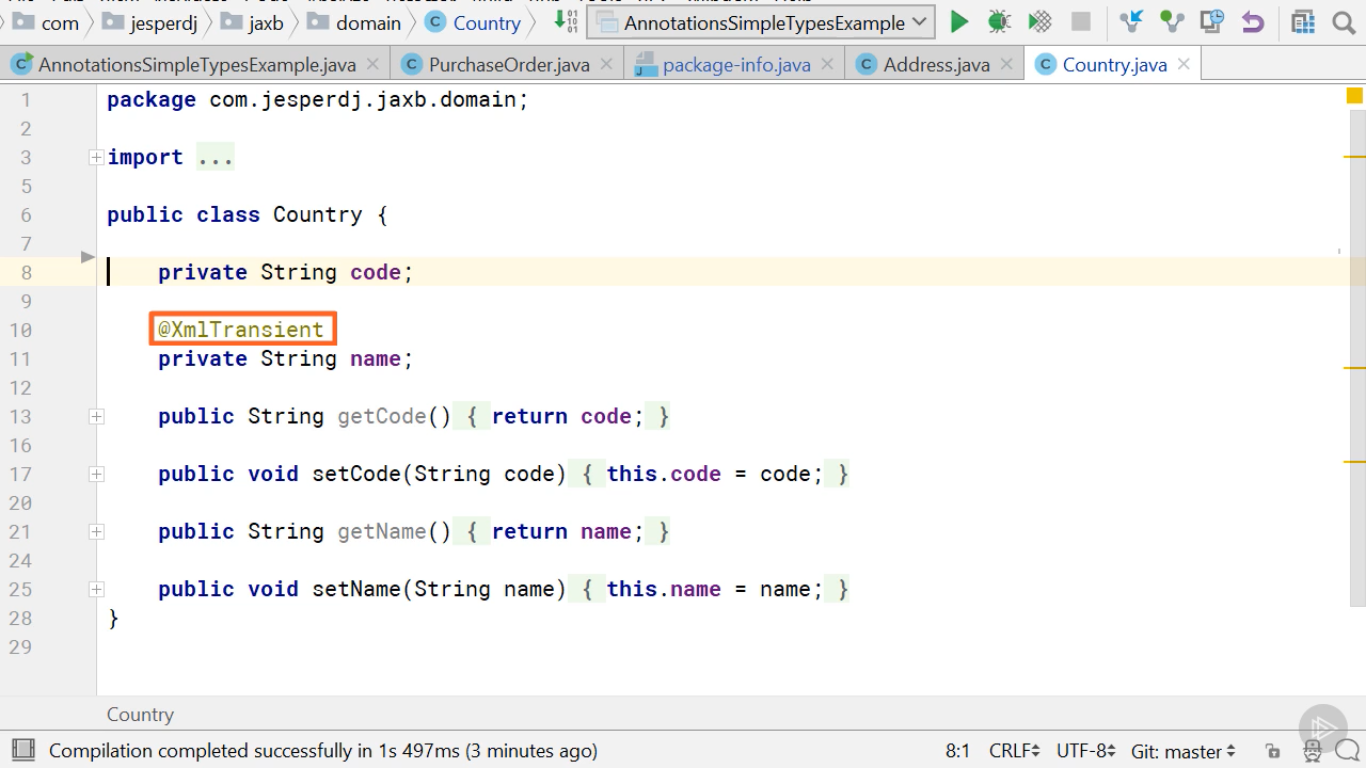 com jesperdj jaxb domain Country AnnotationsSimpleTypesExample
AnnotationsSimpleTypesExample.java PurchaseOrder.java package-info.java Address.java Country.java
1 package com.jesperdj.jaxb.domain;
2
3 import ...
5
6 public class Country {
7
8 private String code;
9
10 @XmlTransient
11 private String name;
12
13 public String getCode() { return code; }
16
17 public void setCode(String code) { this.code = code; }
20
21 public String getName() { return name; }
24
25 public void setName(String name) { this.name = name; }
28 }
29
Country
Compilation completed successfully in 1s 497ms (3 minutes ago) 8:1 CRLF UTF-8 Git: master